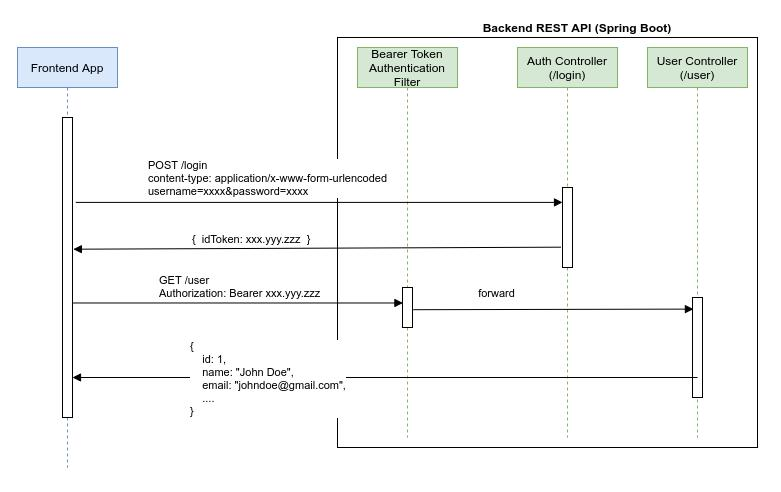 Backend REST API (Spring Boot)
Frontend App
Bearer Token
Authentication
Filter
Auth Controller
(/login)
User Controller
(/user)
POST /login
content-type: application/x-www-form-urlencoded
username=xxxx&password=xxxx
{ idToken: xxx.yyy.zzz }
GET /user
Authorization: Bearer xxx.yyy.zzz
forward
{
id: 1,
name: "John Doe",
email: "johndoe@gmail.com",
....
}